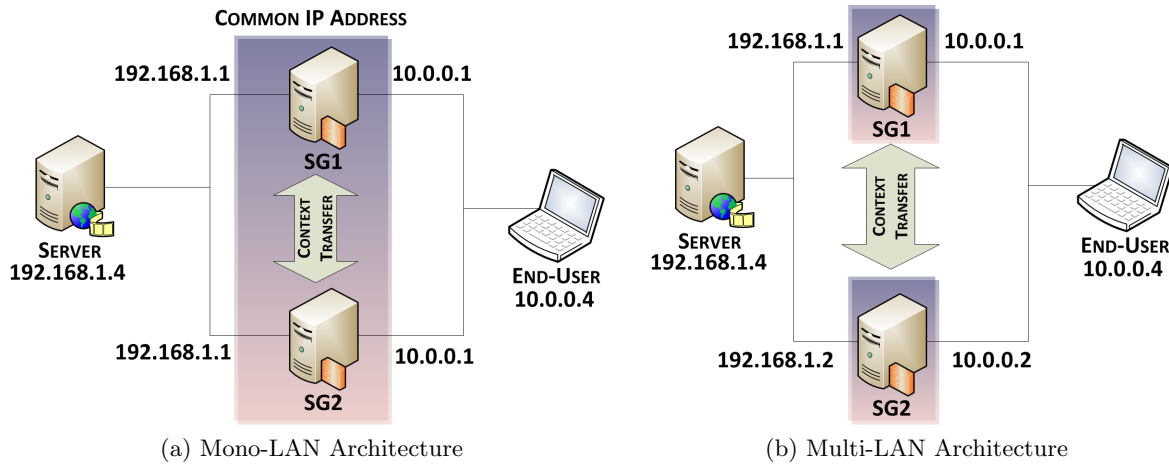 COMMON IP ADDRESS
192.168.1.1
10.0.0.1
SG1
CONTEXT
TRANSFER
SERVER
192.168.1.4
END-USER
10.0.0.4
192.168.1.1
10.0.0.1
SG2
(a) Mono-LAN Architecture
192.168.1.1
10.0.0.1
SG1
CONTEXT
TRANSFER
SERVER
192.168.1.4
END-USER
10.0.0.4
192.168.1.2
10.0.0.2
SG2
(b) Multi-LAN Architecture